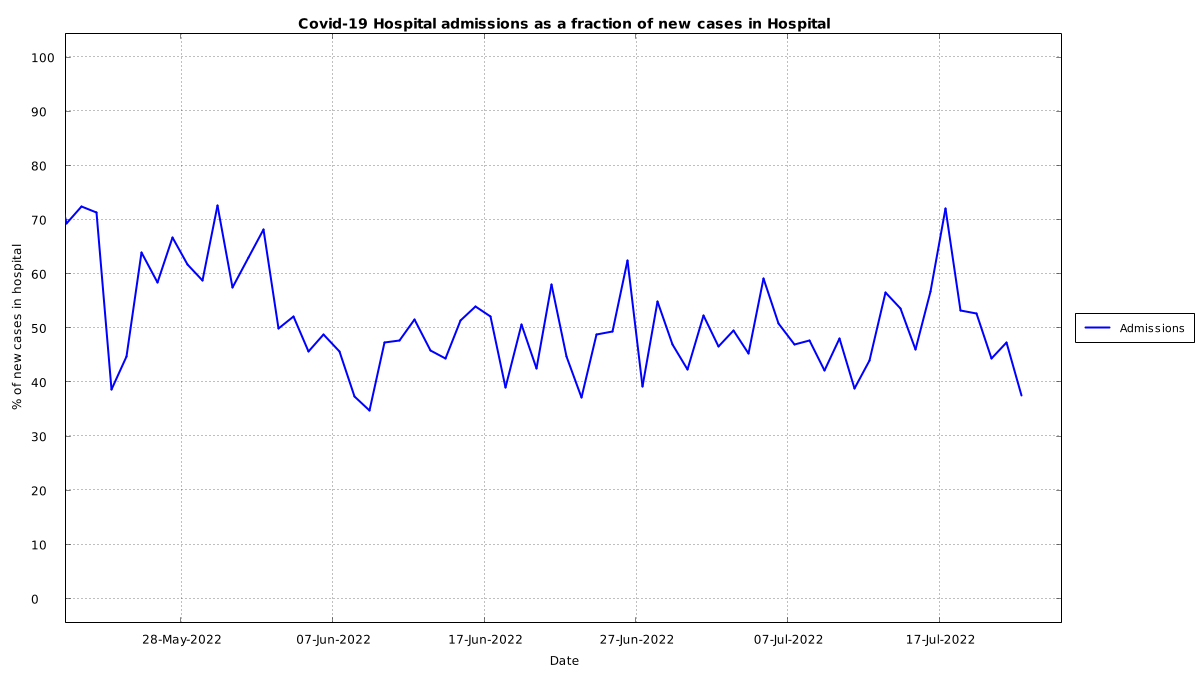 Covid-19 Hospital admissions as a fraction of new cases in Hospital
100
90
80
70
60
50
40
30
20
10
0
% of new cases in hospital
28-May-2022
07-Jun-2022
17-Jun-2022
27-Jun-2022
07-Jul-2022
17-Jul-2022
Date
Admissions